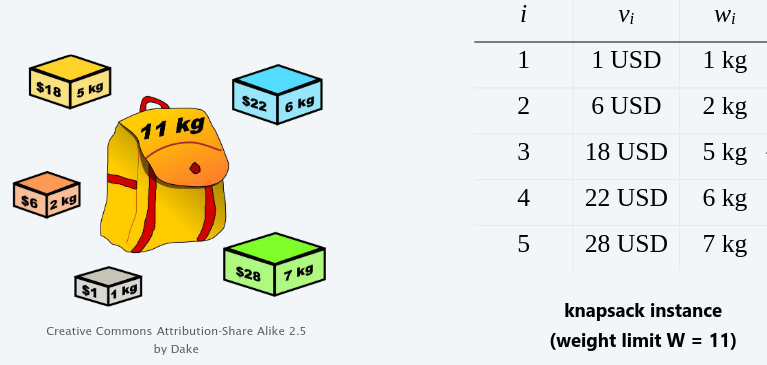 $18 5 kg
$22 6 kg
11 kg
$6 2 kg
$28 7 kg
$1 1 kg
Creative Commons Attribution-Share Alike 2.5
by Dake
i vᵢ wᵢ
1 1 USD 1 kg
2 6 USD 2 kg
3 18 USD 5 kg
4 22 USD 6 kg
5 28 USD 7 kg
knapsack instance
(weight limit W = 11)